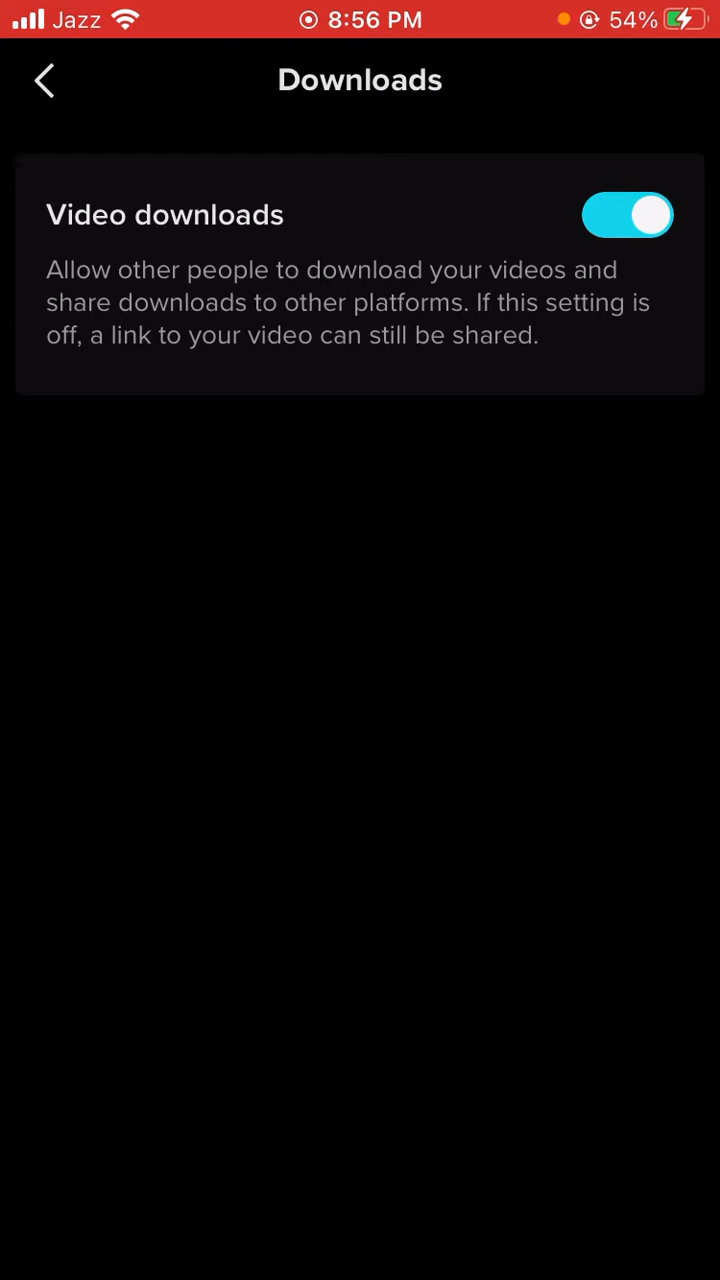 Jazz 8:56 PM 54%
Downloads
Video downloads
Allow other people to download your videos and
share downloads to other platforms. If this setting is
off, a link to your video can still be shared.